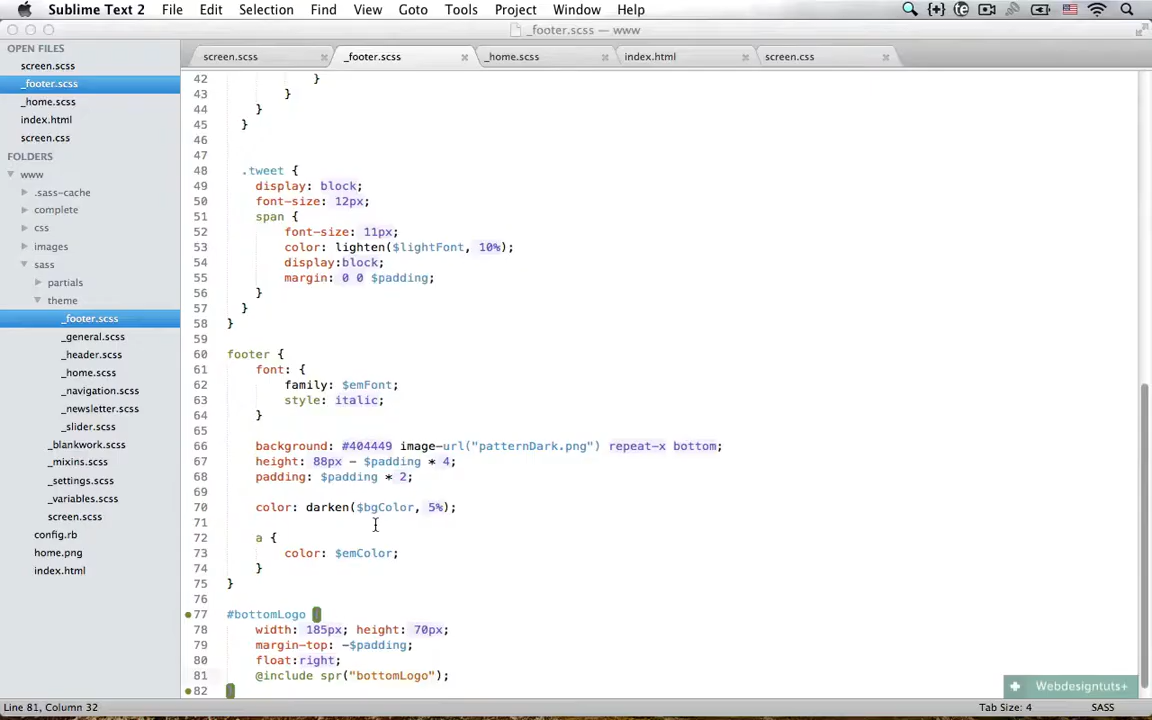 Sublime Text 2 File Edit Selection Find View Goto Tools Project Window Help
_footer.scss — www
OPEN FILES
screen.scss
_footer.scss
_home.scss
index.html
screen.css
FOLDERS
www
.sass-cache
complete
css
images
sass
partials
theme
_footer.scss
_general.scss
_header.scss
_home.scss
_navigation.scss
_newsletter.scss
_slider.scss
_blankwork.scss
_mixins.scss
_settings.scss
_variables.scss
screen.scss
config.rb
home.png
index.html
screen.scss _footer.scss _home.scss index.html screen.css
42 }
43 }
44 }
45 }
46
47
48 .tweet {
49 display: block;
50 font-size: 12px;
51 span {
52 font-size: 11px;
53 color: lighten($lightFont, 10%);
54 display:block;
55 margin: 0 0 $padding;
56 }
57 }
58 }
59
60 footer {
61 font: {
62 family: $emFont;
63 style: italic;
64 }
65
66 background: #404449 image-url("patternDark.png") repeat-x bottom;
67 height: 88px - $padding * 4;
68 padding: $padding * 2;
69
70 color: darken($bgColor, 5%);
71
72 a {
73 color: $emColor;
74 }
75 }
76
77 #bottomLogo {
78 width: 185px; height: 70px;
79 margin-top: -$padding;
80 float:right;
81 @include spr("bottomLogo");
82 }
Webdesigntuts+
Line 81, Column 32 Tab Size: 4 SASS